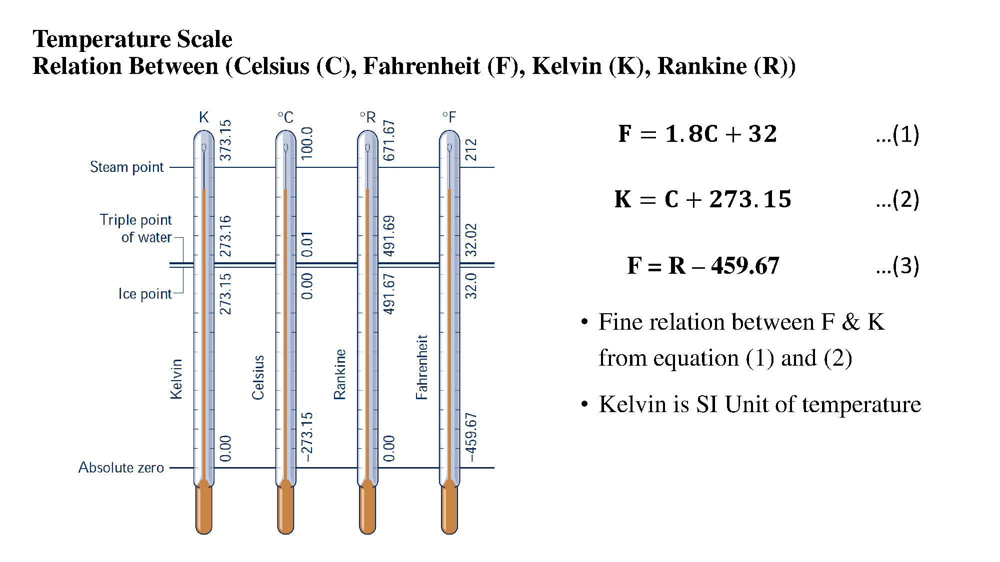 Temperature Scale
Relation Between (Celsius (C), Fahrenheit (F), Kelvin (K), Rankine (R))
K
°C
°R
°F
373.15
100.0
671.67
212
Steam point
Triple point
of water
273.16
0.01
491.69
32.02
Ice point
273.15
0.00
491.67
32.0
Kelvin
Celsius
Rankine
Fahrenheit
0.00
–273.15
0.00
–459.67
Absolute zero
F = 1.8C + 32 ...(1)
K = C + 273.15 ...(2)
F = R – 459.67 ...(3)
• Fine relation between F & K
from equation (1) and (2)
• Kelvin is SI Unit of temperature